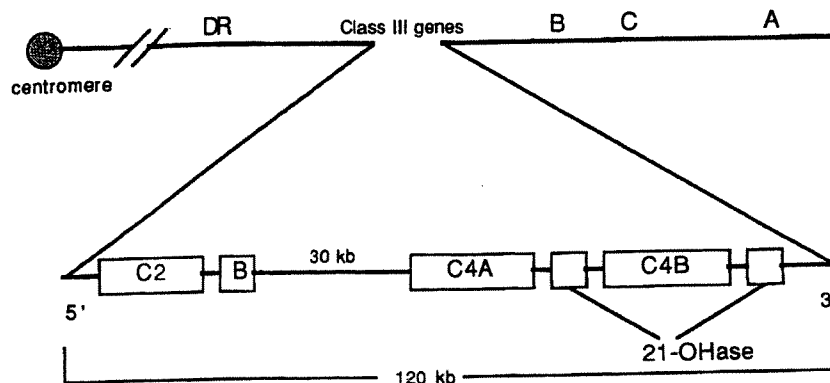 DR Class III genes B C A
centromere
C2 B 30 kb C4A C4B
5' 3
21-OHase
120 kb